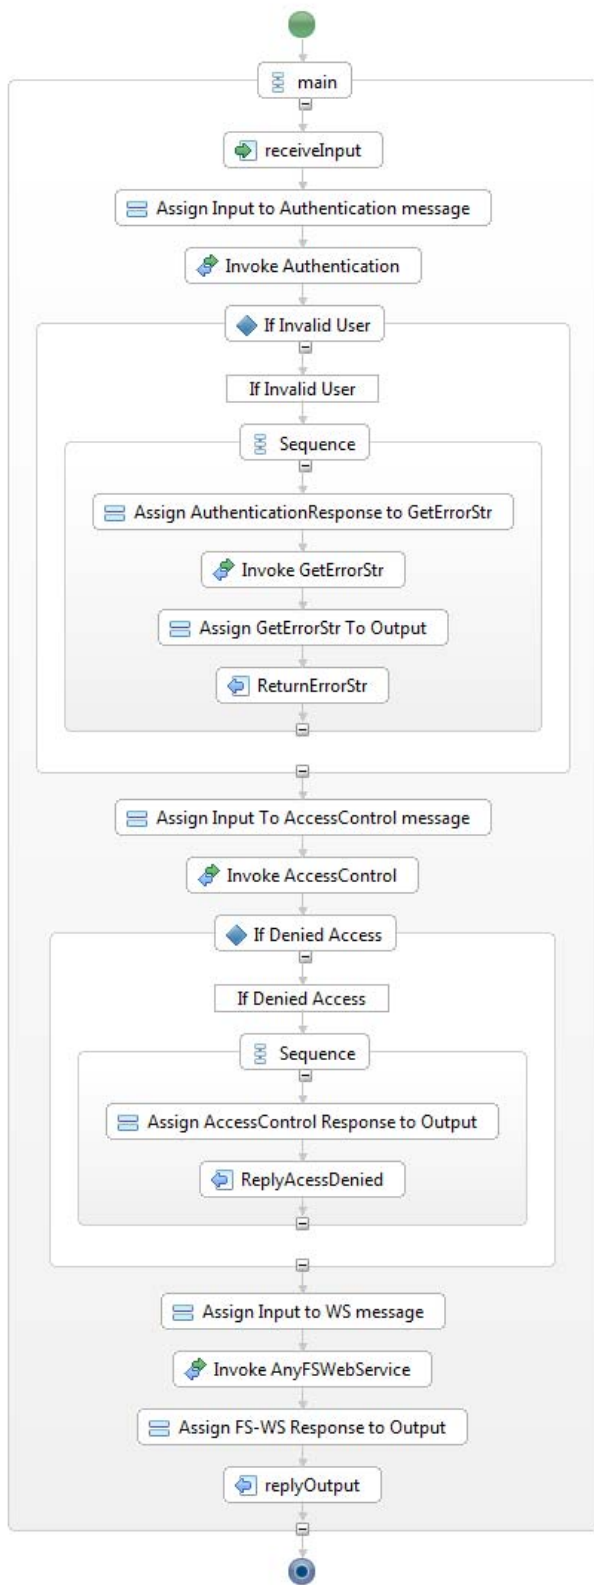 main
receiveInput
Assign Input to Authentication message
Invoke Authentication
If Invalid User
If Invalid User
Sequence
Assign AuthenticationResponse to GetErrorStr
Invoke GetErrorStr
Assign GetErrorStr To Output
ReturnErrorStr
Assign Input To AccessControl message
Invoke AccessControl
If Denied Access
If Denied Access
Sequence
Assign AccessControl Response to Output
ReplyAcessDenied
Assign Input to WS message
Invoke AnyFSWebService
Assign FS-WS Response to Output
replyOutput